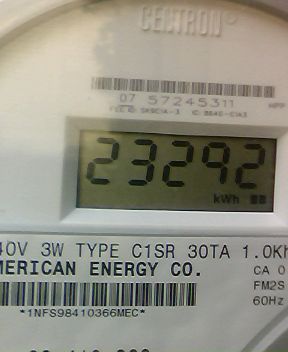 CENTRON®
07 57245311
23292
kWh
40V 3W TYPE C1SR 30TA 1.0Kh
MERICAN ENERGY CO.
CA 0
FM2S
60Hz
*1NFS98410366MEC*